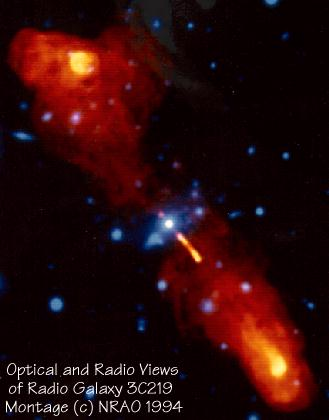 Optical and Radio Views
of Radio Galaxy 3C219
Montage (c) NRAO 1994